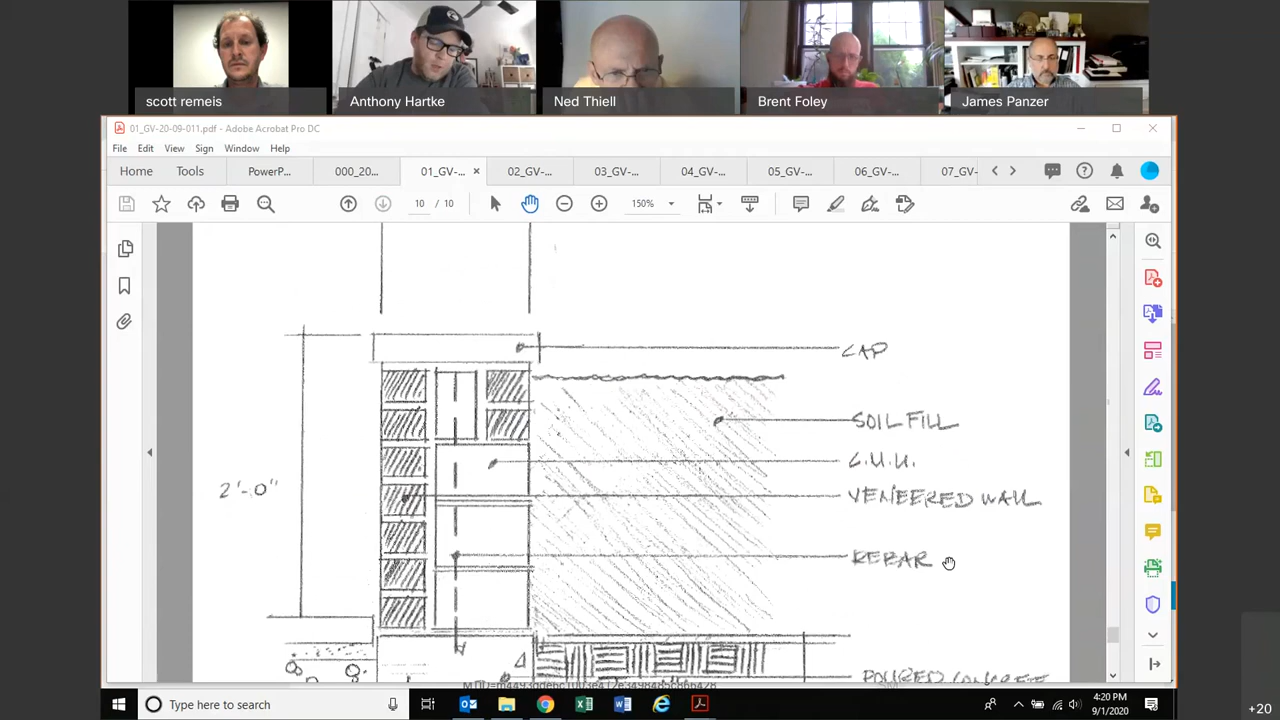 scott remeis
Anthony Hartke
Ned Thiell
Brent Foley
James Panzer
01_GV-20-09-011.pdf - Adobe Acrobat Pro DC
File Edit View Window Help
Home Tools PowerP... 000_20... 01_GV-... × 02_GV-... 03_GV-... 04_GV-... 05_GV-... 06_GV-... 07_GV-
10 / 10 150%
CAP
SOIL FILL
C.M.U.
2'-0"
VENEERED WALL
REBAR
POURED CONCRETE
Type here to search
4:20 PM
9/1/2020
+20